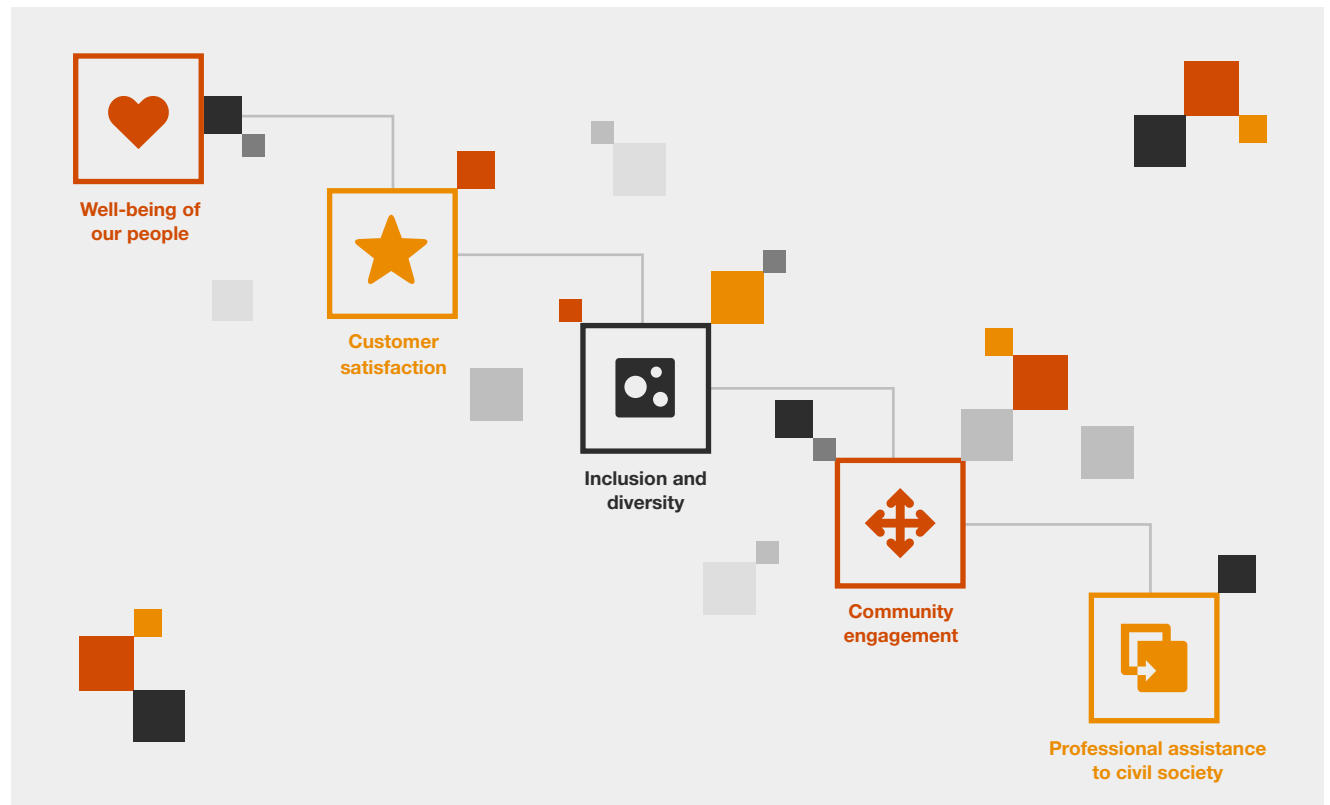 Well-being of
our people
Customer
satisfaction
Inclusion and
diversity
Community
engagement
Professional assistance
to civil society